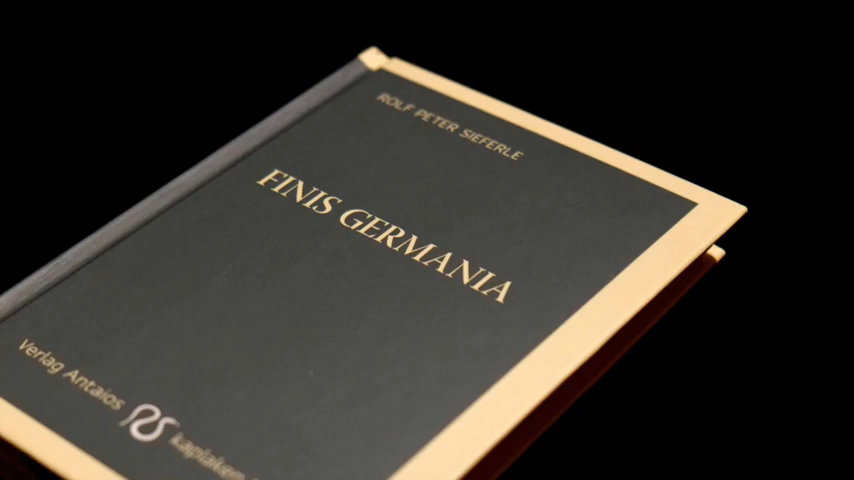 ROLF PETER SIEFERLE
FINIS GERMANIA
Verlag Antaios
kaplaken